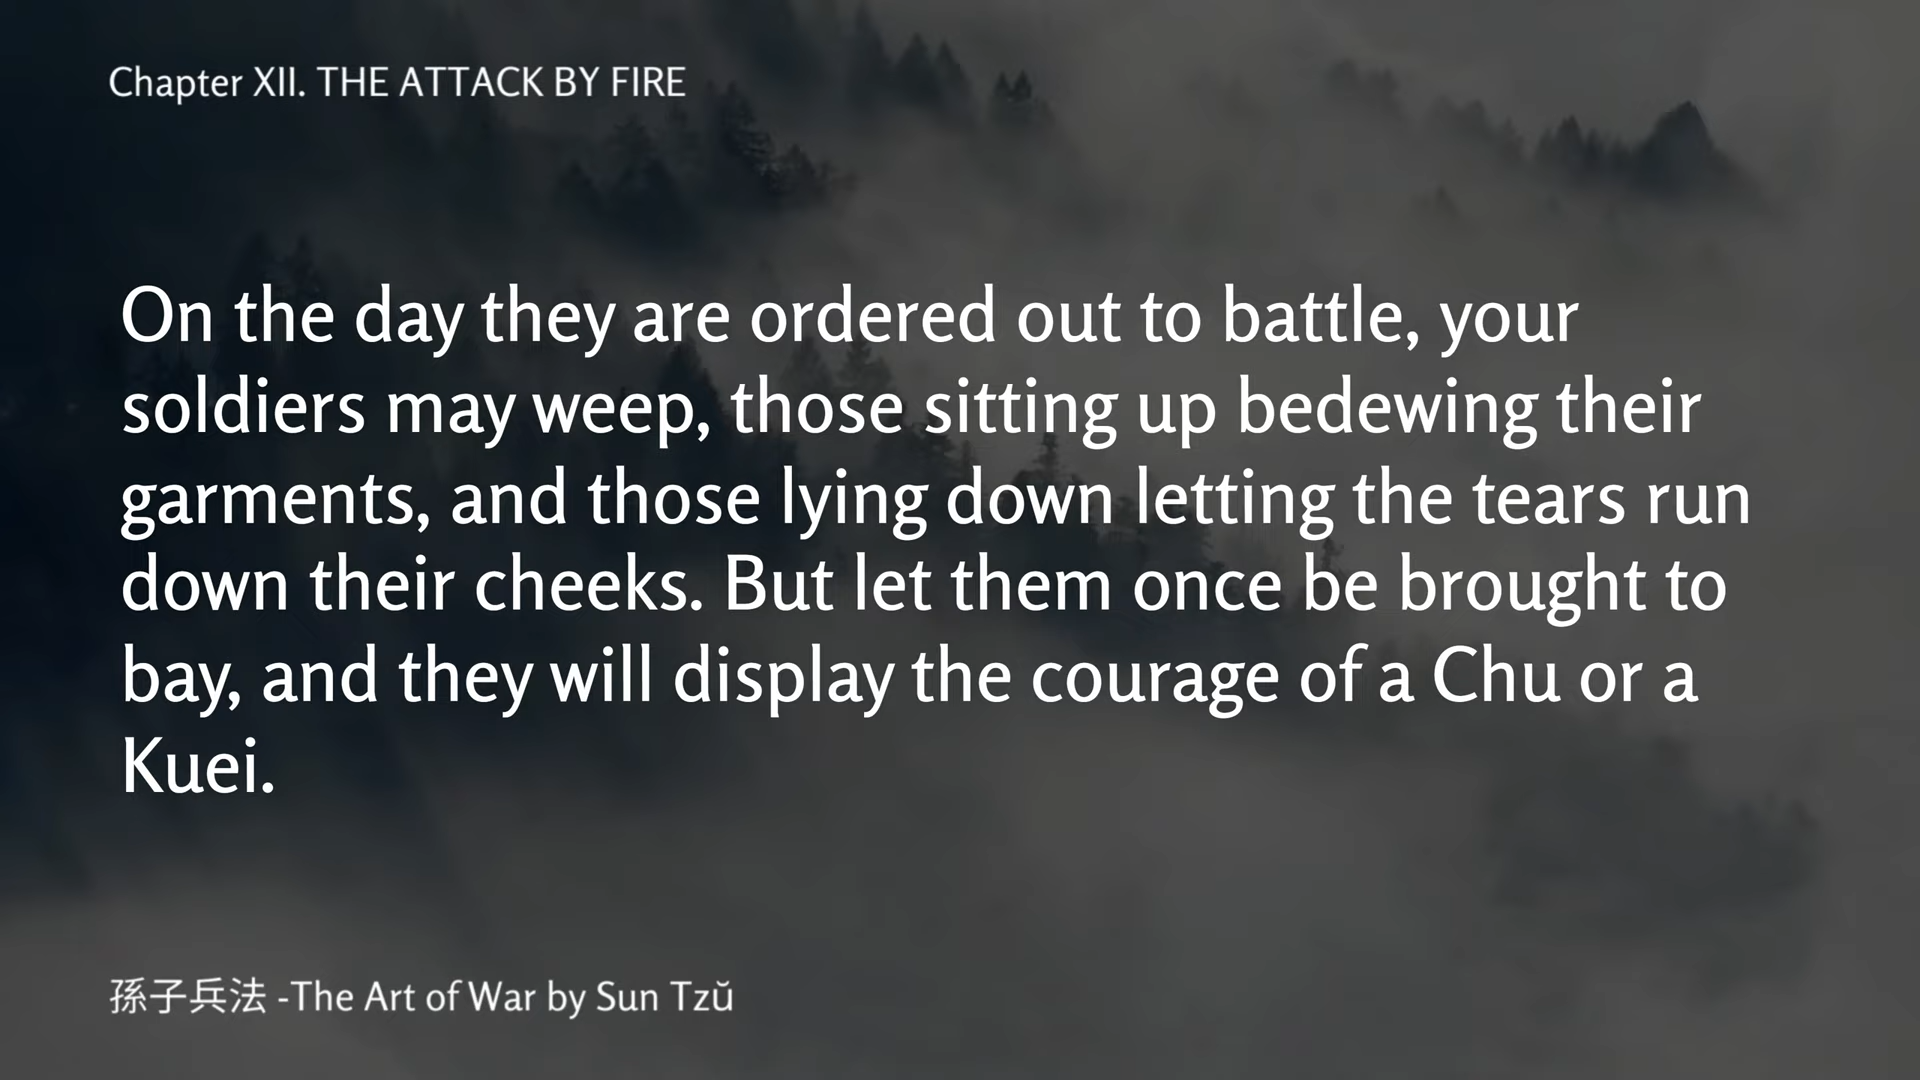 Chapter XII. THE ATTACK BY FIRE
On the day they are ordered out to battle, your
soldiers may weep, those sitting up bedewing their
garments, and those lying down letting the tears run
down their cheeks. But let them once be brought to
bay, and they will display the courage of a Chu or a
Kuei.
孫子兵法 -The Art of War by Sun Tzŭ